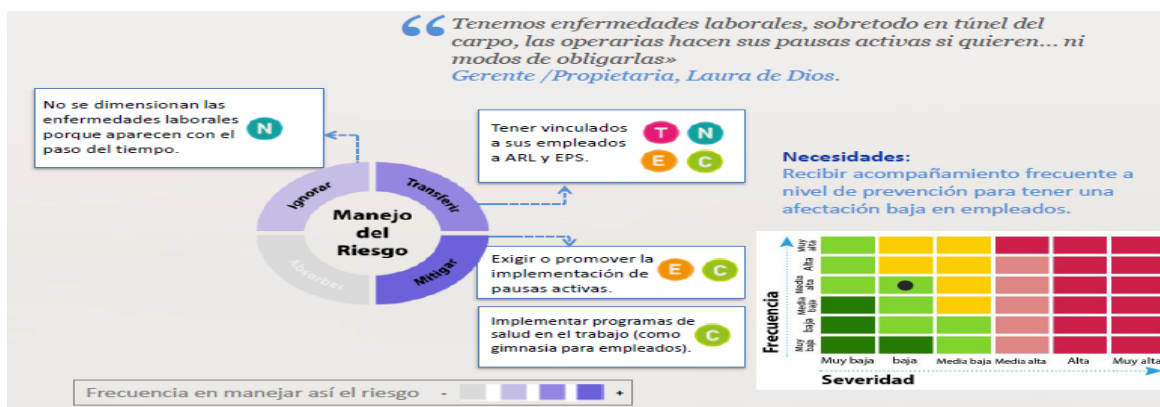 “ Tenemos enfermedades laborales, sobretodo en túnel del
carpo, las operarias hacen sus pausas activas si quieren... ni
modos de obligarlas»
Gerente /Propietaria, Laura de Dios.
No se dimensionan las
enfermedades laborales
porque aparecen con el
paso del tiempo.
N
Tener vinculados
a sus empleados
a ARL y EPS.
T N
E C
Ignorar
Transferir
Manejo
del
Riesgo
Absorber
Mitigar
Exigir o promover la
implementación de
pausas activas.
E C
Implementar programas de
salud en el trabajo (como
gimnasia para empleados).
C
Necesidades:
Recibir acompañamiento frecuente a
nivel de prevención para tener una
afectación baja en empleados.
Frecuencia
Muy
alta
Alta
Media
alta
Media
baja
baja
Muy
baja
Muy baja baja Media baja Media alta Alta Muy alta
Severidad
Frecuencia en manejar así el riesgo - +